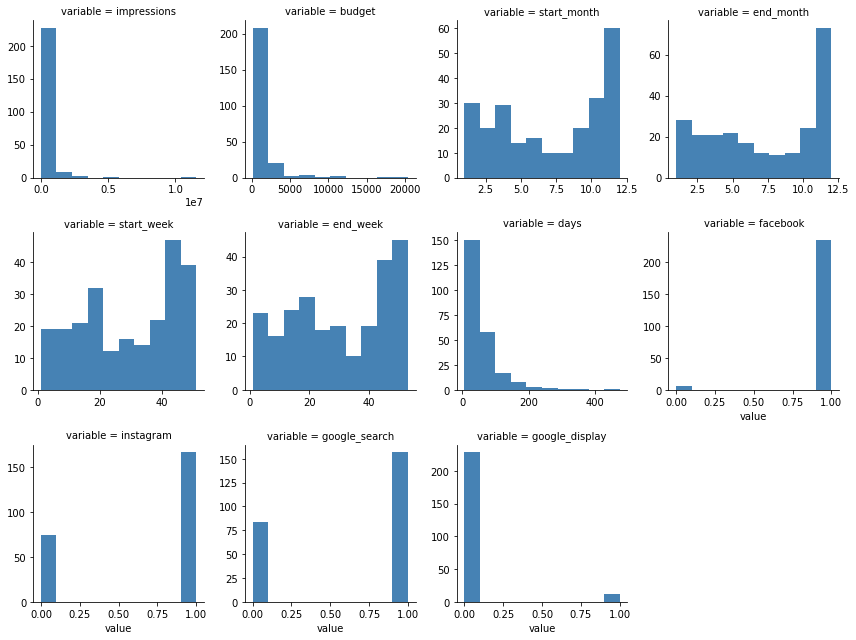 variable = impressions
200
150
100
50
0
0.0 0.5 1.0
1e7
variable = budget
200
150
100
50
0
0 5000 10000 15000 20000
variable = start_month
60
50
40
30
20
10
0
2.5 5.0 7.5 10.0 12.5
variable = end_month
60
40
20
0
2.5 5.0 7.5 10.0 12.5
variable = start_week
40
30
20
10
0
0 20 40
variable = end_week
40
30
20
10
0
0 20 40
variable = days
150
125
100
75
50
25
0
0 200 400
variable = facebook
200
150
100
50
0
0.00 0.25 0.50 0.75 1.00
value
variable = instagram
150
100
50
0
0.00 0.25 0.50 0.75 1.00
value
variable = google_search
150
125
100
75
50
25
0
0.00 0.25 0.50 0.75 1.00
value
variable = google_display
200
150
100
50
0
0.00 0.25 0.50 0.75 1.00
value